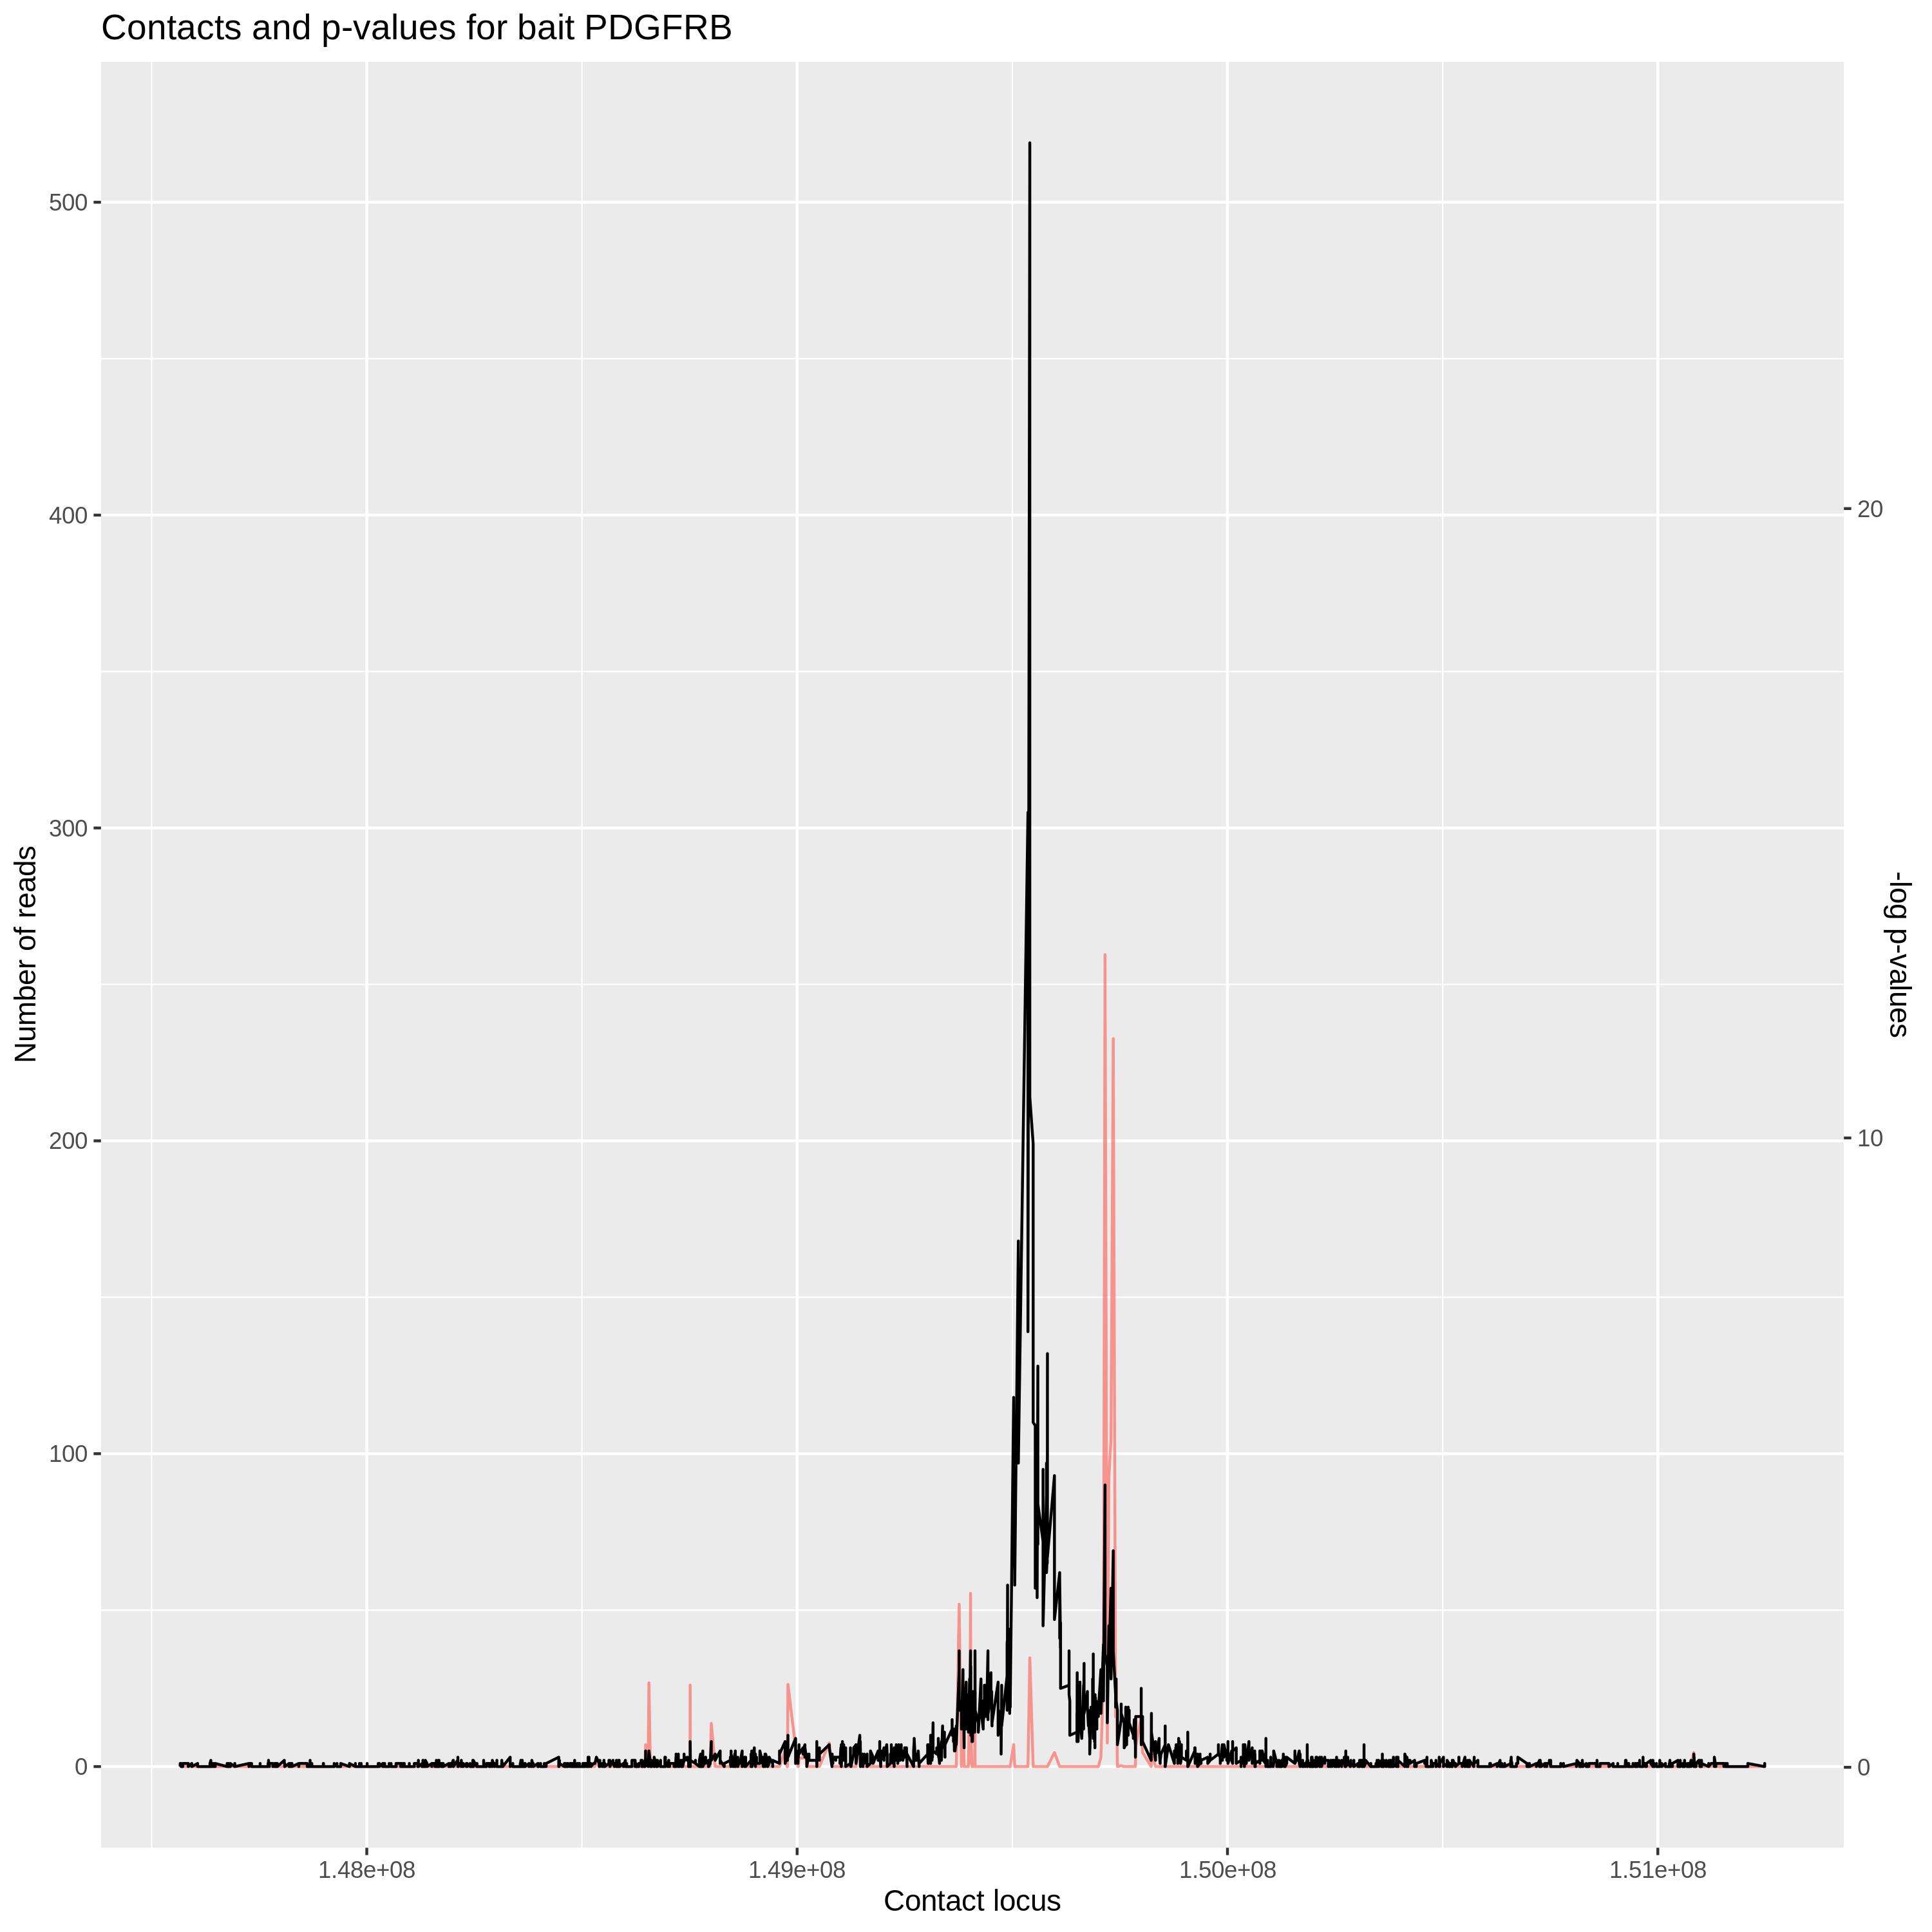 Contacts and p-values for bait PDGFRB
Number of reads
500
400
300
200
100
0
20
10
0
-log p-values
1.48e+08
1.49e+08
1.50e+08
1.51e+08
Contact locus